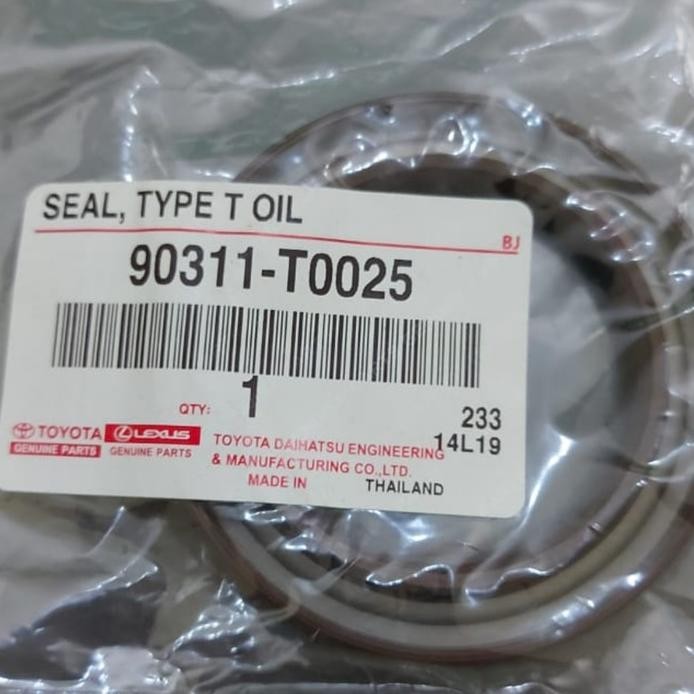 SEAL, TYPE T OIL
BJ
90311-T0025
QTY: 1
233
14L19
TOYOTA LEXUS
GENUINE PARTS GENUINE PARTS
TOYOTA DAIHATSU ENGINEERING
& MANUFACTURING CO.,LTD.
MADE IN THAILAND